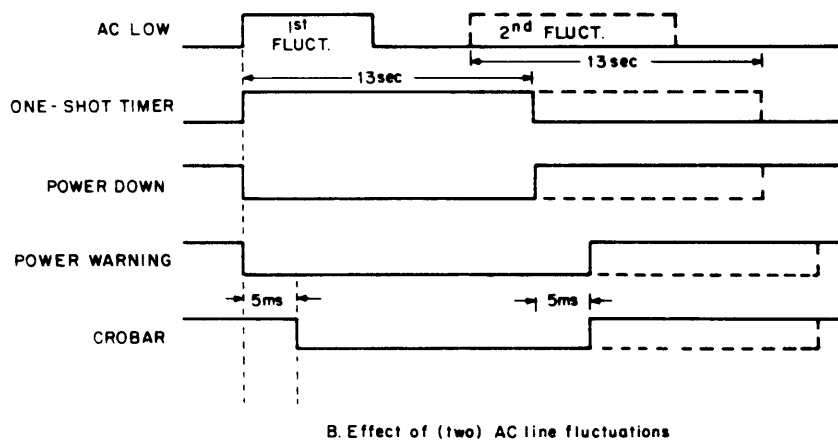 AC LOW
1st
FLUCT.
2nd FLUCT.
13sec
13sec
ONE-SHOT TIMER
POWER DOWN
POWER WARNING
5ms
5ms
CROBAR
B. Effect of (two) AC line fluctuations